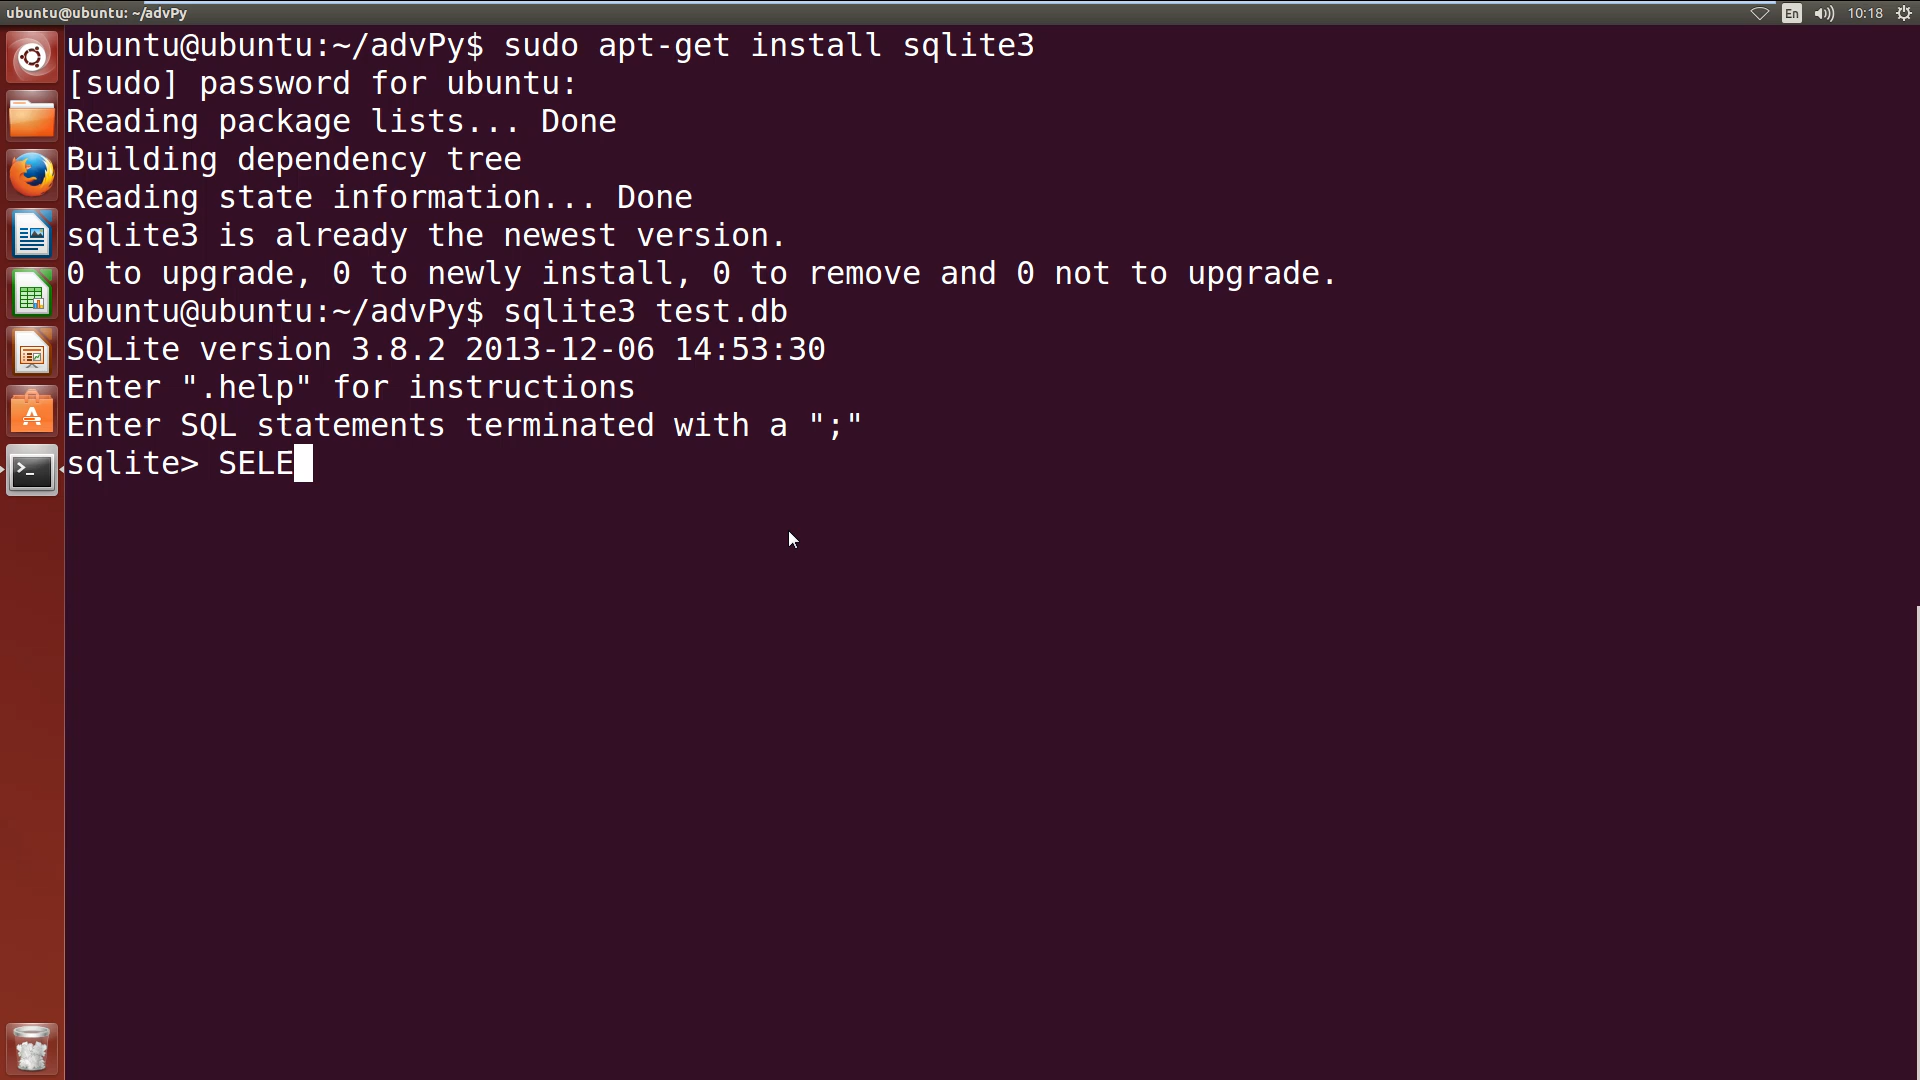 ubuntu@ubuntu: ~/advPy
En
10:18
ubuntu@ubuntu:~/advPy$ sudo apt-get install sqlite3
[sudo] password for ubuntu:
Reading package lists... Done
Building dependency tree
Reading state information... Done
sqlite3 is already the newest version.
0 to upgrade, 0 to newly install, 0 to remove and 0 not to upgrade.
ubuntu@ubuntu:~/advPy$ sqlite3 test.db
SQLite version 3.8.2 2013-12-06 14:53:30
Enter ".help" for instructions
Enter SQL statements terminated with a ";"
sqlite> SELE